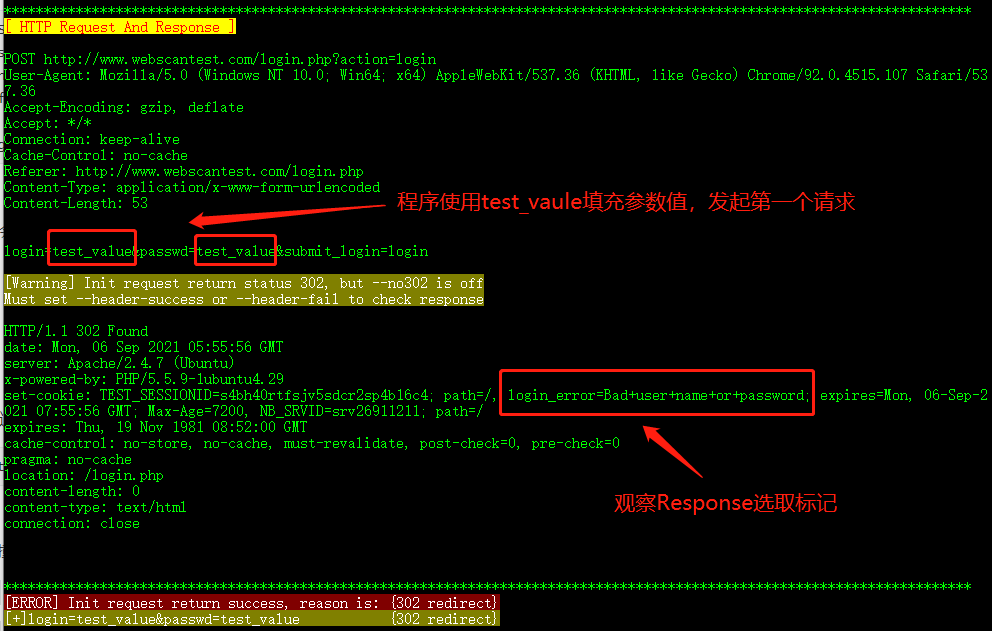 ****************************************************************************************************************************
[ HTTP Request And Response ]
POST http://www.webscantest.com/login.php?action=login
User-Agent: Mozilla/5.0 (Windows NT 10.0; Win64; x64) AppleWebKit/537.36 (KHTML, like Gecko) Chrome/92.0.4515.107 Safari/53
7.36
Accept-Encoding: gzip, deflate
Accept: */*
Connection: keep-alive
Cache-Control: no-cache
Referer: http://www.webscantest.com/login.php
Content-Type: application/x-www-form-urlencoded
Content-Length: 53
程序使用test_vaule填充参数值，发起第一个请求
login=test_value&passwd=test_value&submit_login=login
[Warning] Init request return status 302, but --no302 is off
Must set --header-success or --header-fail to check response
HTTP/1.1 302 Found
date: Mon, 06 Sep 2021 05:55:56 GMT
server: Apache/2.4.7 (Ubuntu)
x-powered-by: PHP/5.5.9-1ubuntu4.29
set-cookie: TEST_SESSIONID=s4bh40rtfsjv5sdcr2sp4b16c4; path=/, login_error=Bad+user+name+or+password; expires=Mon, 06-Sep-2
021 07:55:56 GMT; Max-Age=7200, NB_SRVID=srv26911211; path=/
expires: Thu, 19 Nov 1981 08:52:00 GMT
cache-control: no-store, no-cache, must-revalidate, post-check=0, pre-check=0
pragma: no-cache
location: /login.php
content-length: 0
观察Response选取标记
content-type: text/html
connection: close
****************************************************************************************************************************
[ERROR] Init request return success, reason is: {302 redirect}
[+]login=test_value&passwd=test_value {302 redirect}